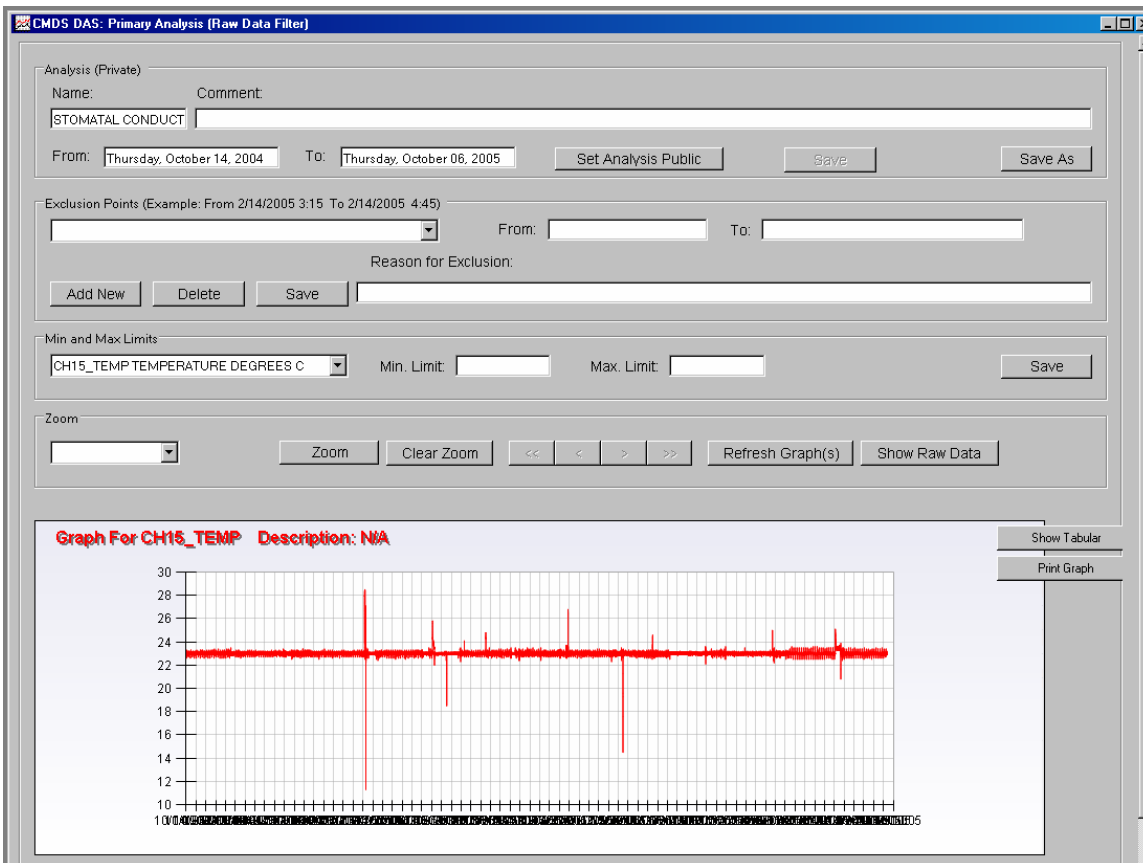 CMDS DAS: Primary Analysis (Raw Data Filter)
Analysis (Private)
Name: Comment:
STOMATAL CONDUCT
From: Thursday, October 14, 2004 To: Thursday, October 06, 2005 Set Analysis Public Save Save As
Exclusion Points (Example: From 2/14/2005 3:15 To 2/14/2005 4:45)
From: To:
Reason for Exclusion:
Add New Delete Save
Min and Max Limits
CH15_TEMP TEMPERATURE DEGREES C Min. Limit: Max. Limit: Save
Zoom
Zoom Clear Zoom << < > >> Refresh Graph(s) Show Raw Data
Graph For CH15_TEMP Description: N/A
Show Tabular
Print Graph
30
28
26
24
22
20
18
16
14
12
10